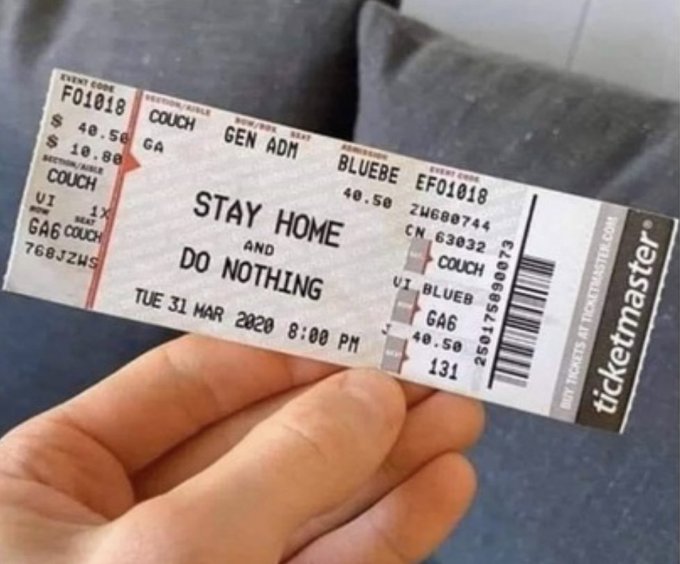 EVENT CODE
F01018
$ 40.50
$ 10.80
SECTION/AISLE
COUCH
VI 1X
ROW SEAT
GA6 COUCH
768JZWS
SECTION/AISLE
COUCH
GA
ROW/BOX SEAT
GEN ADM
ADMISSION
BLUEBE
40.50
EVENT CODE
EF01018
STAY HOME
AND
DO NOTHING
TUE 31 MAR 2020 8:00 PM
ZW680744
CN 63032
COUCH
VI BLUEB
GA6
40.50
131
250175890073
BUY TICKETS AT TICKETMASTER.COM
ticketmaster®